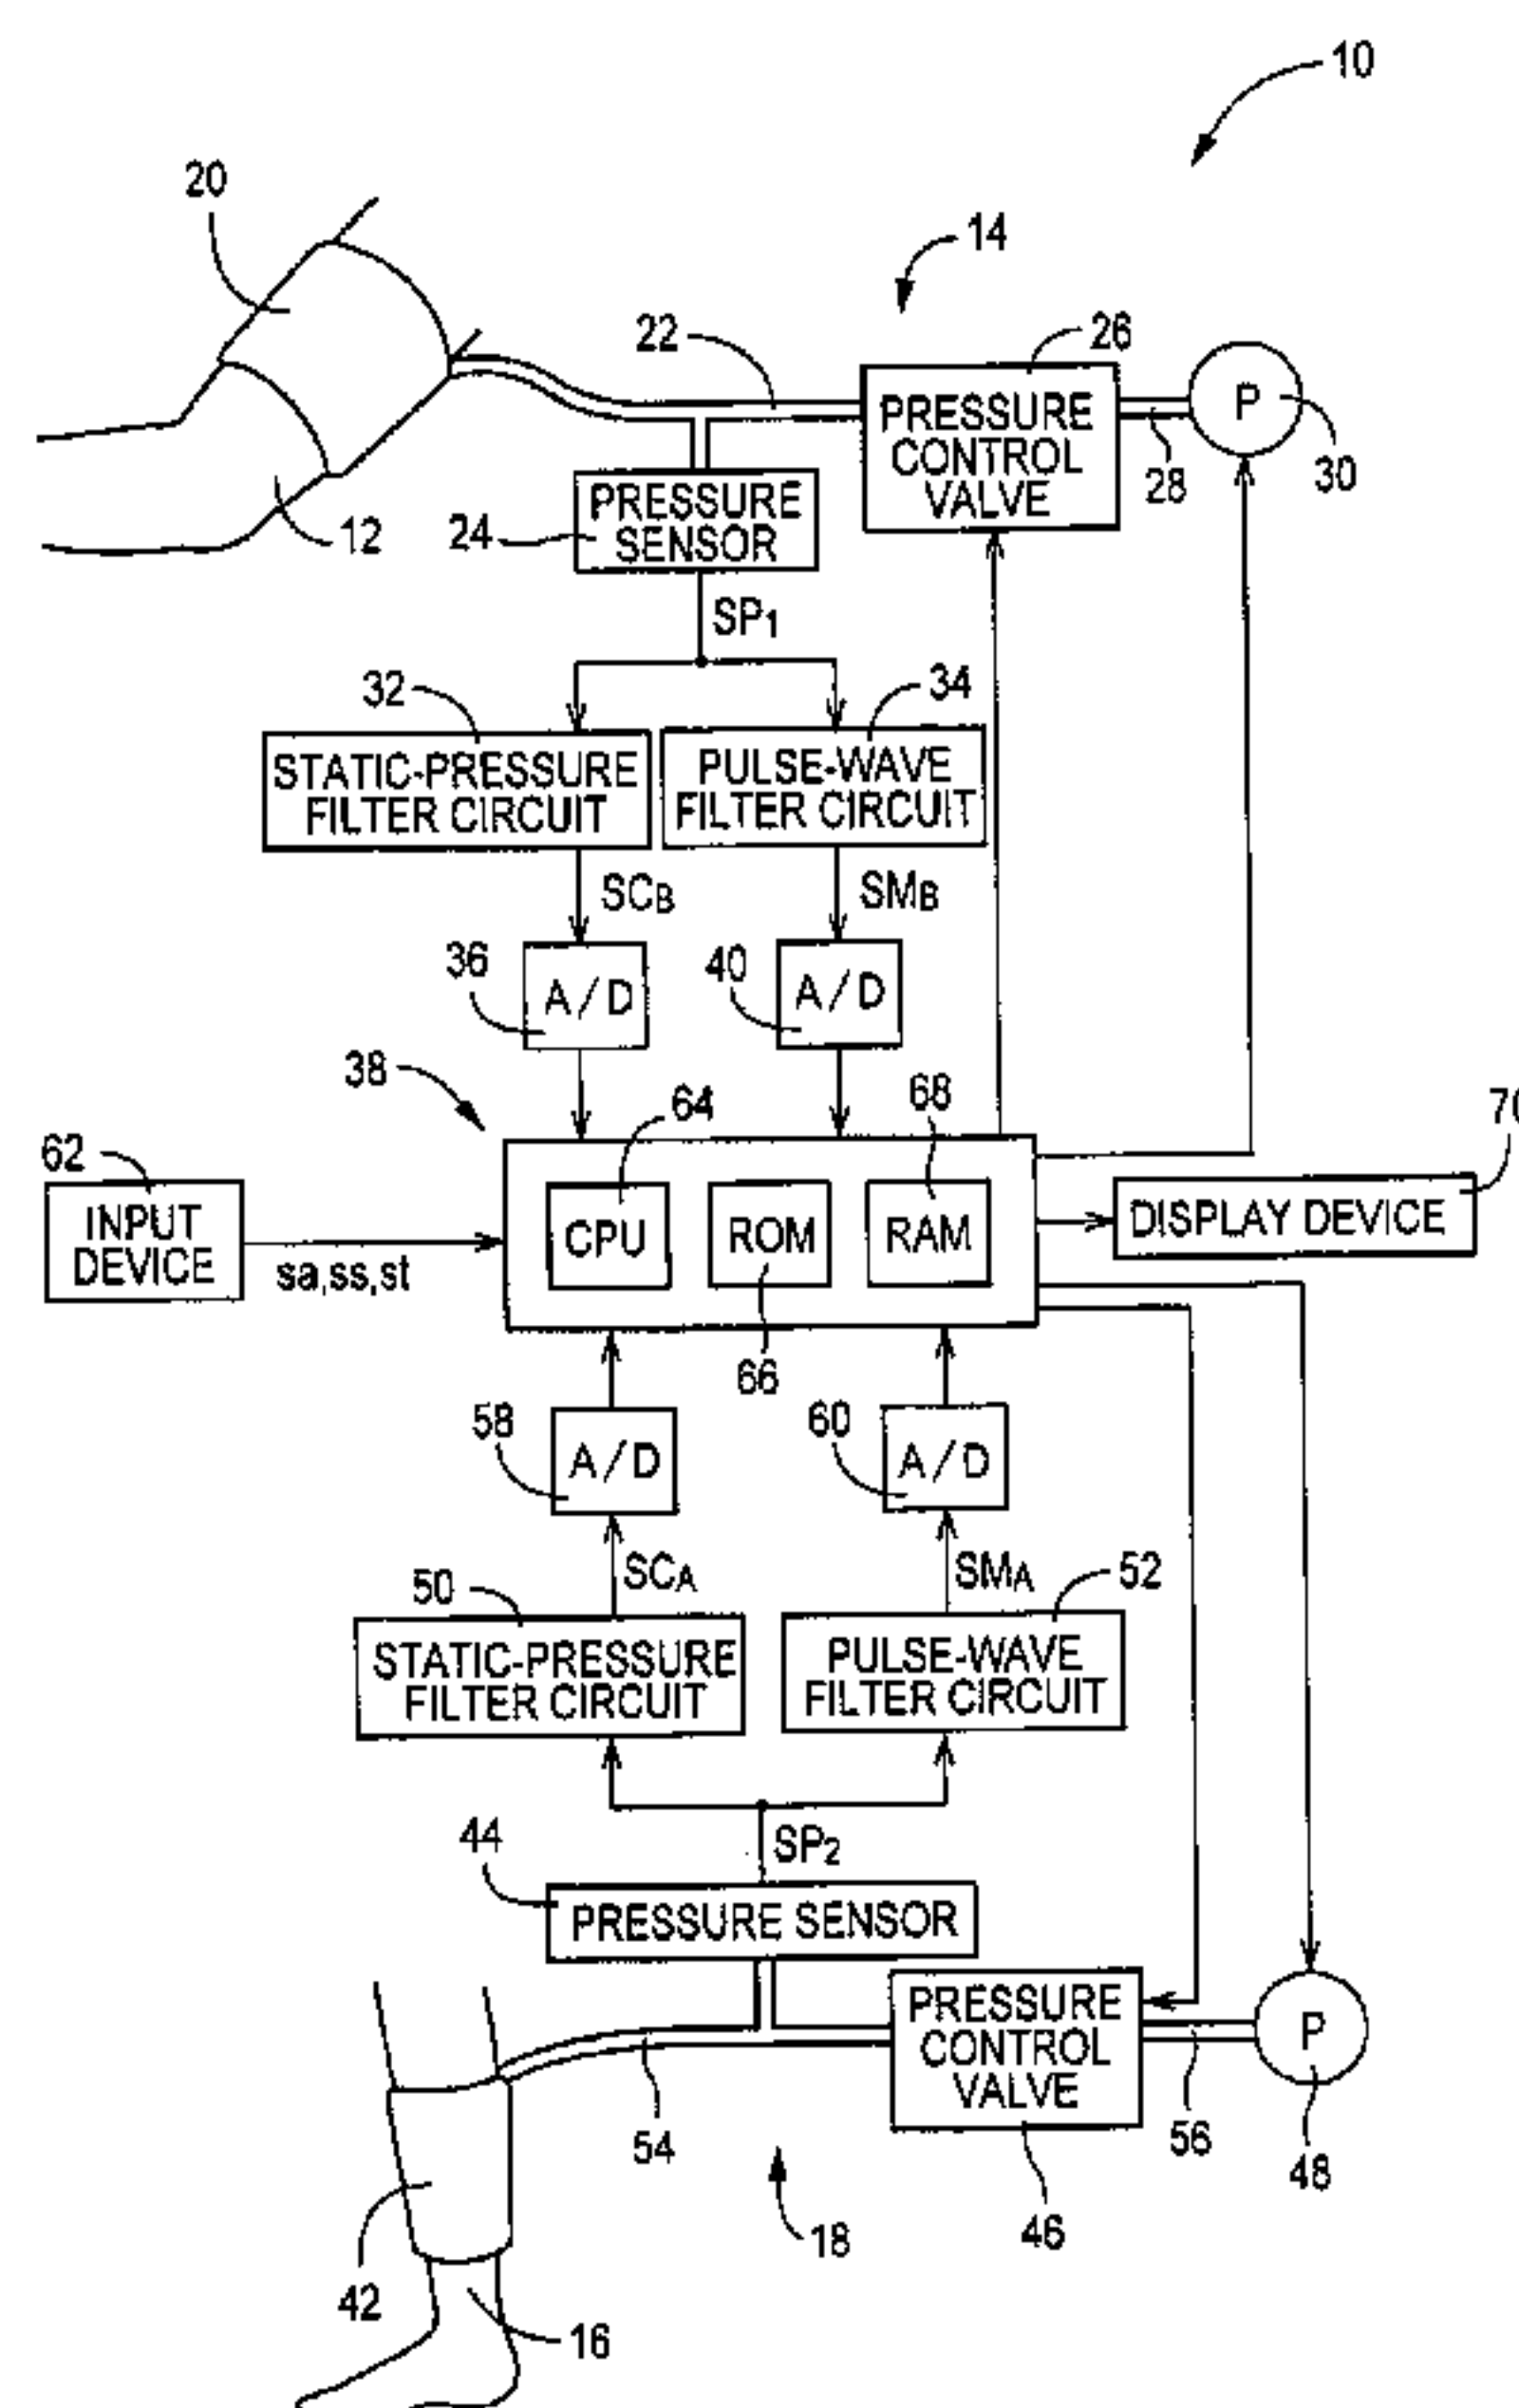 10
20
14
22
26
PRESSURE
CONTROL
VALVE
P
28
30
12
24
PRESSURE
SENSOR
SP1
32
34
STATIC-PRESSURE
FILTER CIRCUIT
PULSE-WAVE
FILTER CIRCUIT
SCB
SMB
36
A/D
40
A/D
38
64
68
70
62
INPUT
DEVICE
sa,ss,st
CPU
ROM
RAM
DISPLAY DEVICE
66
58
A/D
60
A/D
SCA
SMA
50
52
STATIC-PRESSURE
FILTER CIRCUIT
PULSE-WAVE
FILTER CIRCUIT
44
SP2
PRESSURE SENSOR
PRESSURE
CONTROL
VALVE
P
54
56
48
18
46
42
16